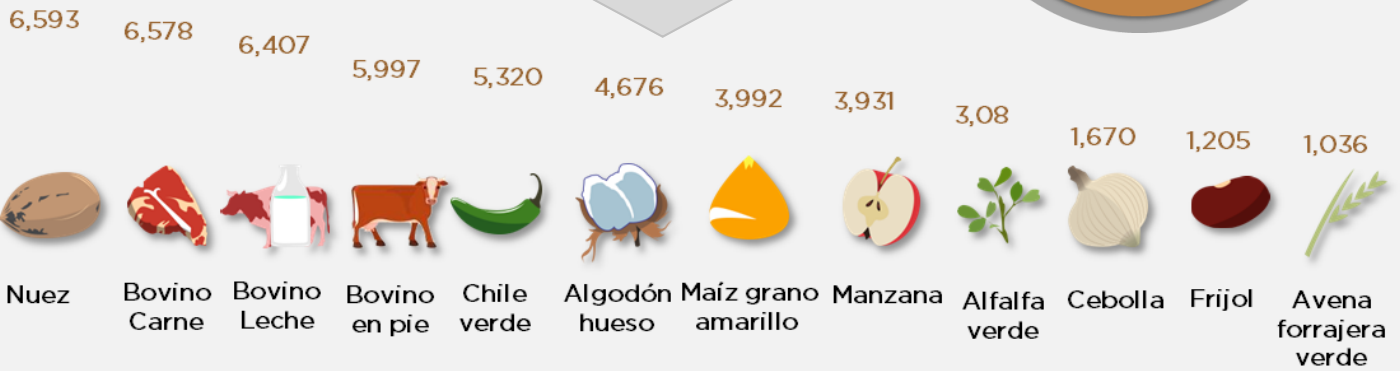 6,593
6,578
6,407
5,997
5,320
4,676
3,992
3,931
3,08
1,670
1,205
1,036
Nuez
Bovino
Carne
Bovino
Leche
Bovino
en pie
Chile
verde
Algodón
hueso
Maíz grano
amarillo
Manzana
Alfalfa
verde
Cebolla
Frijol
Avena
forrajera
verde